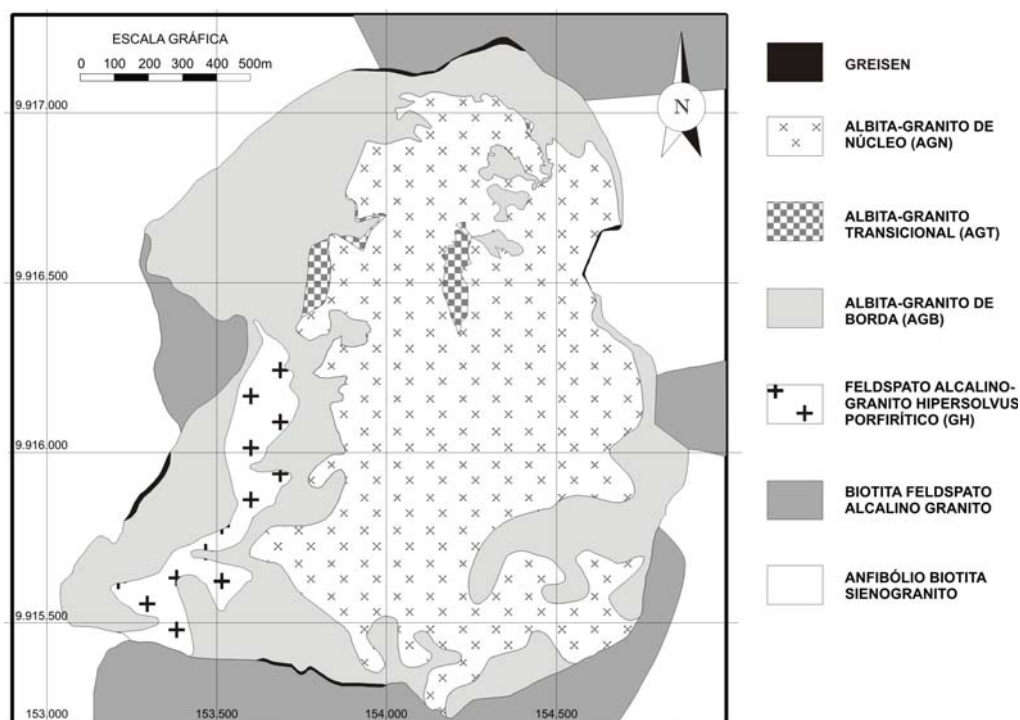 ESCALA GRÁFICA
0 100 200 300 400 500m
N
9.917.000
9.916.500
9.916.000
9.915.500
153.000 153.500 154.000 154.500
GREISEN
ALBITA-GRANITO DE
NÚCLEO (AGN)
ALBITA-GRANITO
TRANSICIONAL (AGT)
ALBITA-GRANITO DE
BORDA (AGB)
FELDSPATO ALCALINO-
GRANITO HIPERSOLVUS
PORFIRÍTICO (GH)
BIOTITA FELDSPATO
ALCALINO GRANITO
ANFIBÓLIO BIOTITA
SIENOGRANITO